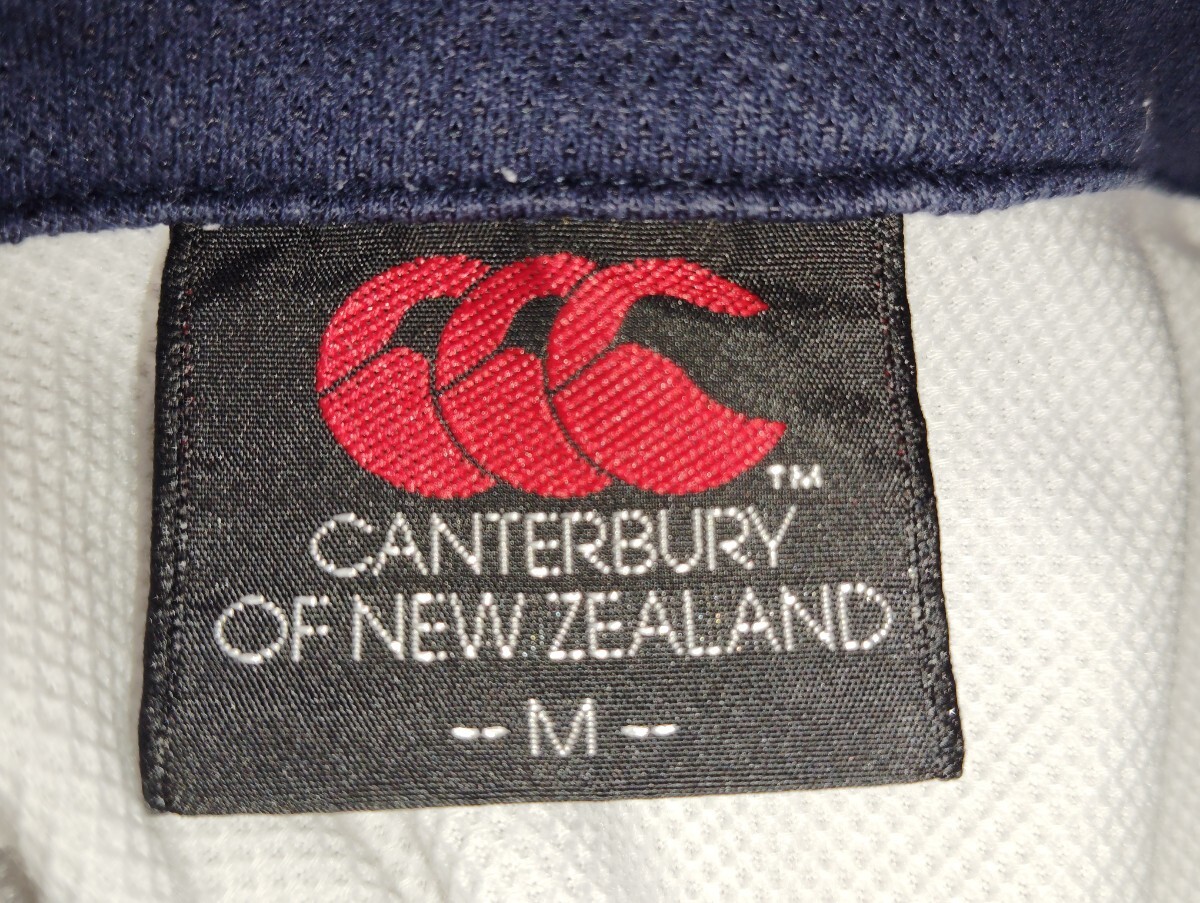 TM
CANTERBURY
OF NEW ZEALAND
-- M --